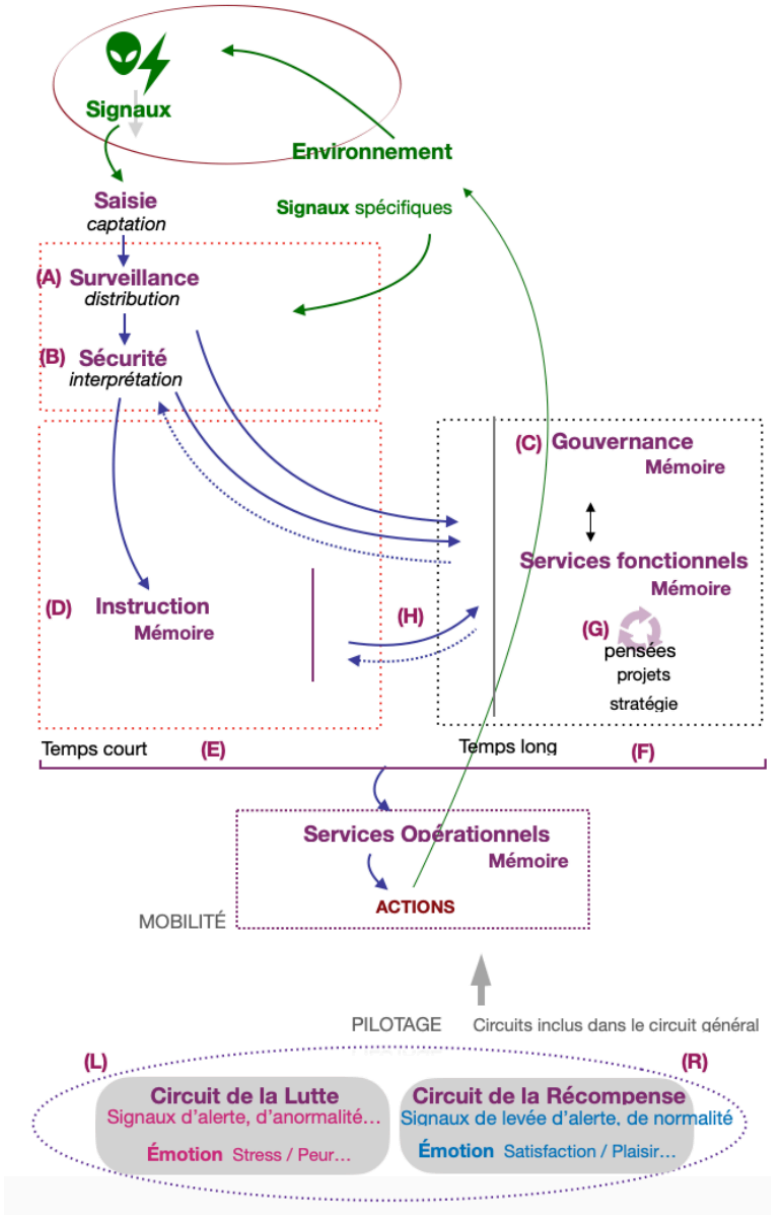 Signaux
Environnement
Saisie
captation
Signaux spécifiques
(A) Surveillance
distribution
(B) Sécurité
interprétation
(C) Gouvernance
Mémoire
Services fonctionnels
Mémoire
(D) Instruction
Mémoire
(H)
(G)
pensées
projets
stratégie
Temps court (E)
Temps long (F)
Services Opérationnels
Mémoire
ACTIONS
MOBILITÉ
PILOTAGE Circuits inclus dans le circuit général
(L) (R)
Circuit de la Lutte
Signaux d'alerte, d'anormalité...
Émotion Stress / Peur...
Circuit de la Récompense
Signaux de levée d'alerte, de normalité
Émotion Satisfaction / Plaisir...